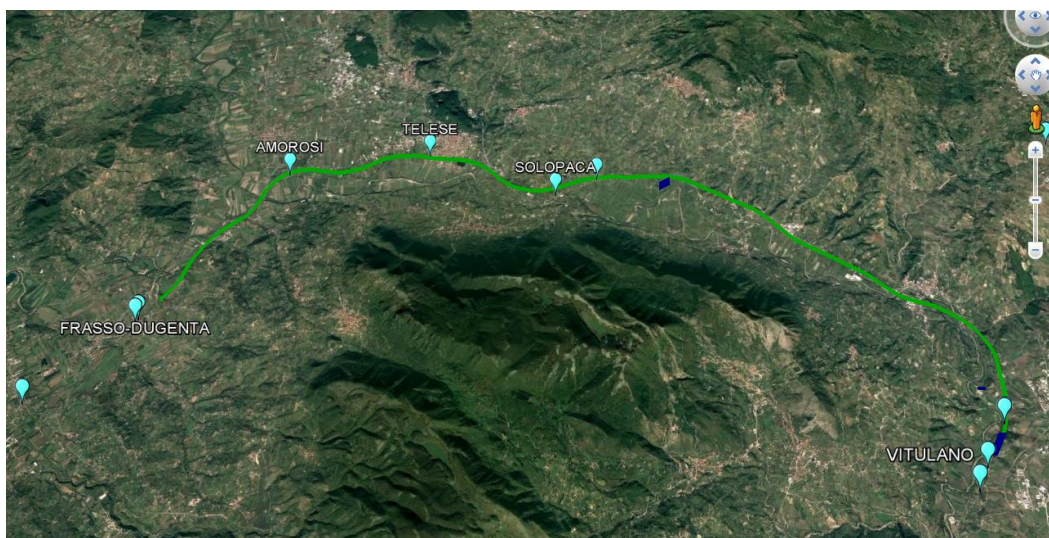 TELESE
AMOROSI
SOLOPACA
FRASSO-DUGENTA
VITULANO